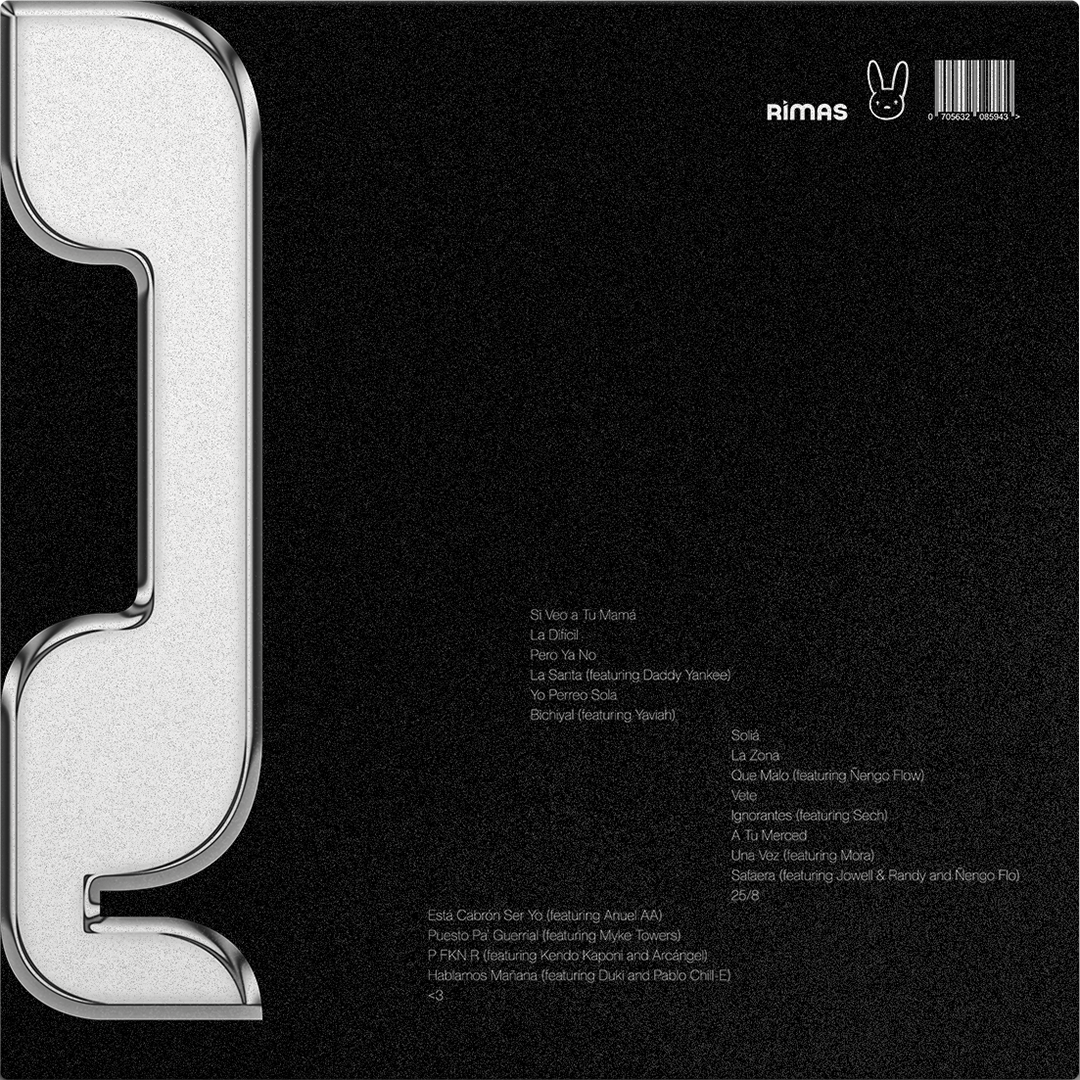 RIMAS
0 705632 085943 >
Si Veo a Tu Mamá
La Difícil
Pero Ya No
La Santa (featuring Daddy Yankee)
Yo Perreo Sola
Bichiyal (featuring Yaviah)
Soliá
La Zona
Que Malo (featuring Ñengo Flow)
Vete
Ignorantes (featuring Sech)
A Tu Merced
Una Vez (featuring Mora)
Sataera (featuring Jowell & Randy and Ñengo Flo)
25/8
Está Cabrón Ser Yo (featuring Anuel AA)
Puesto Pa' Guerrial (featuring Myke Towers)
P FKN R (featuring Kendo Kaponi and Arcángel)
Hablamos Mañana (featuring Duki and Pablo Chill-E)
<3